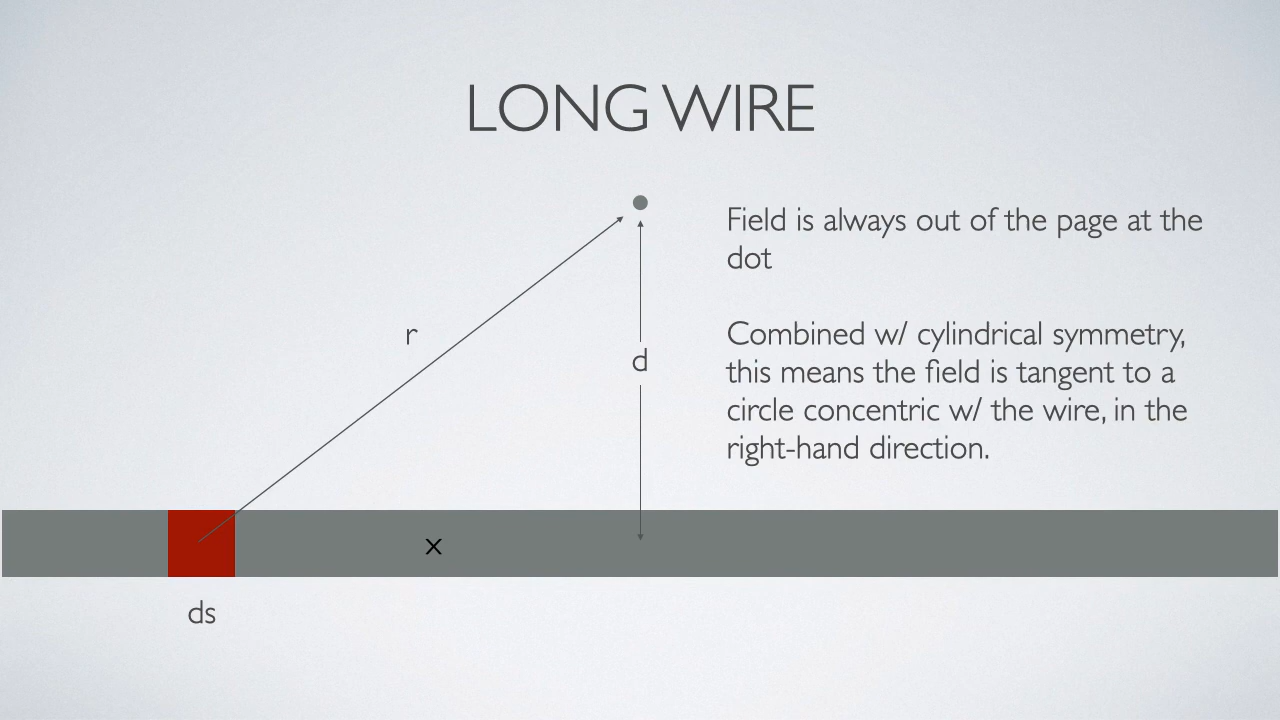 LONG WIRE
Field is always out of the page at the
dot
r
Combined w/ cylindrical symmetry,
d
this means the field is tangent to a
circle concentric w/ the wire, in the
right-hand direction.
x
ds